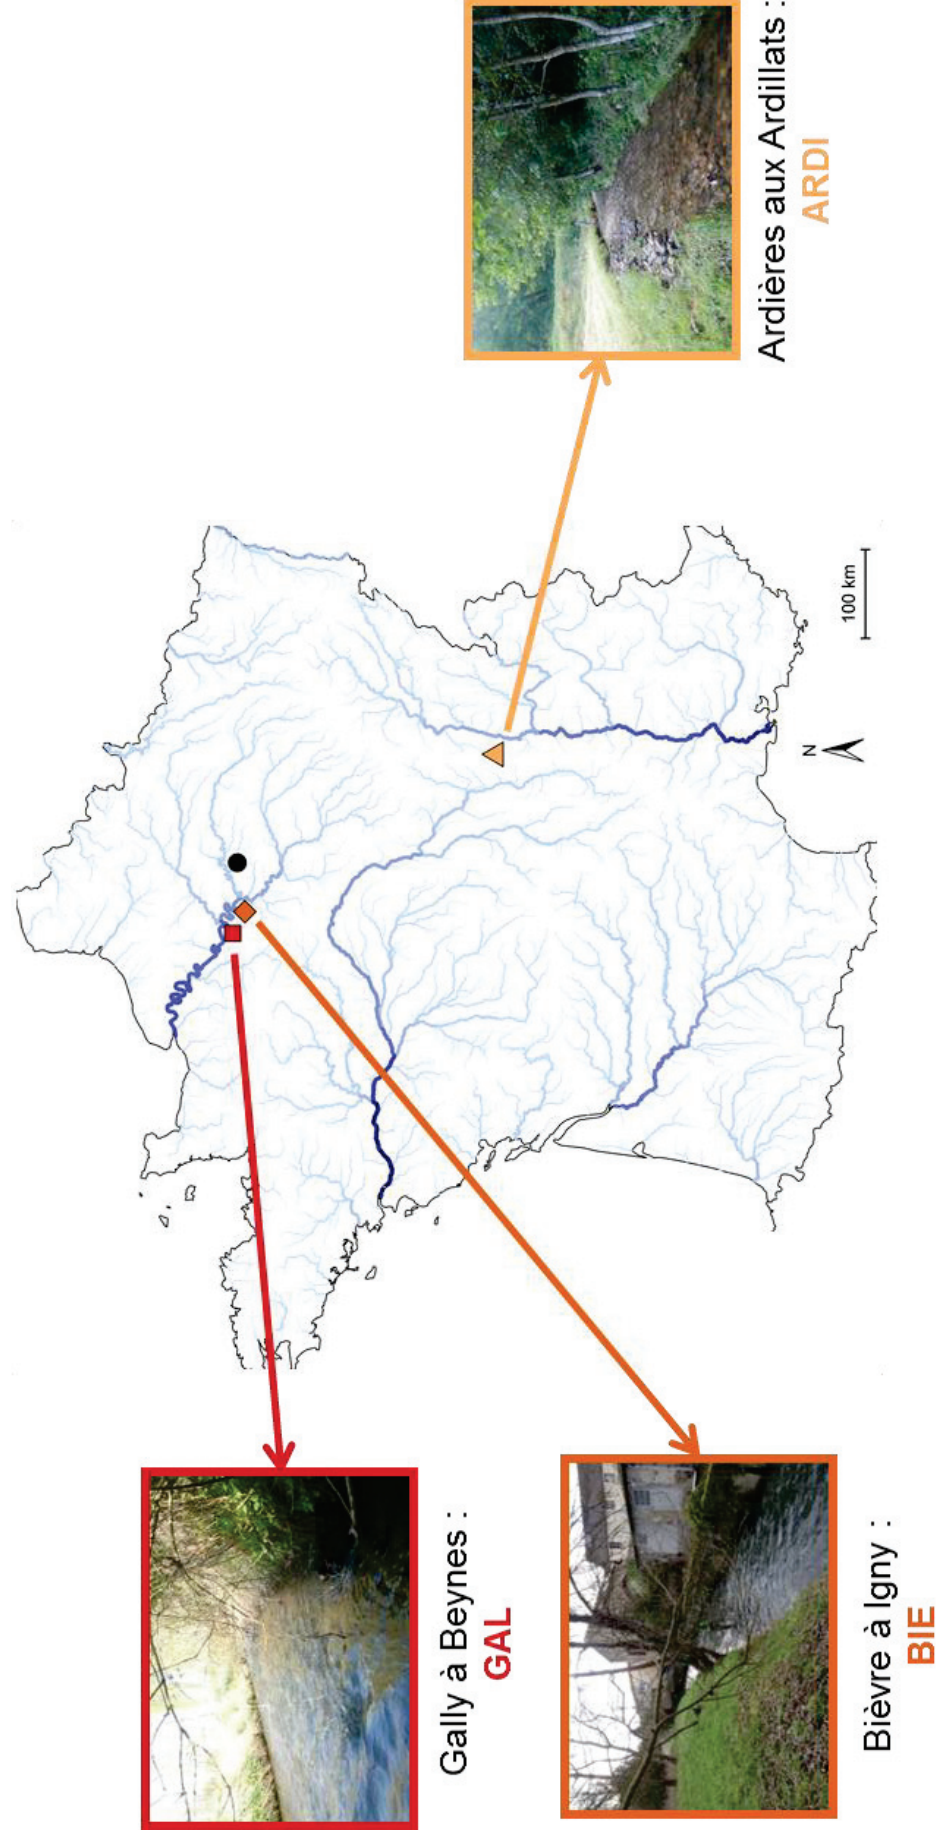 Gally à Beynes :
GAL
Bièvre à Igny :
BIE
Ardières aux Ardillats :
ARDI
N
100 km